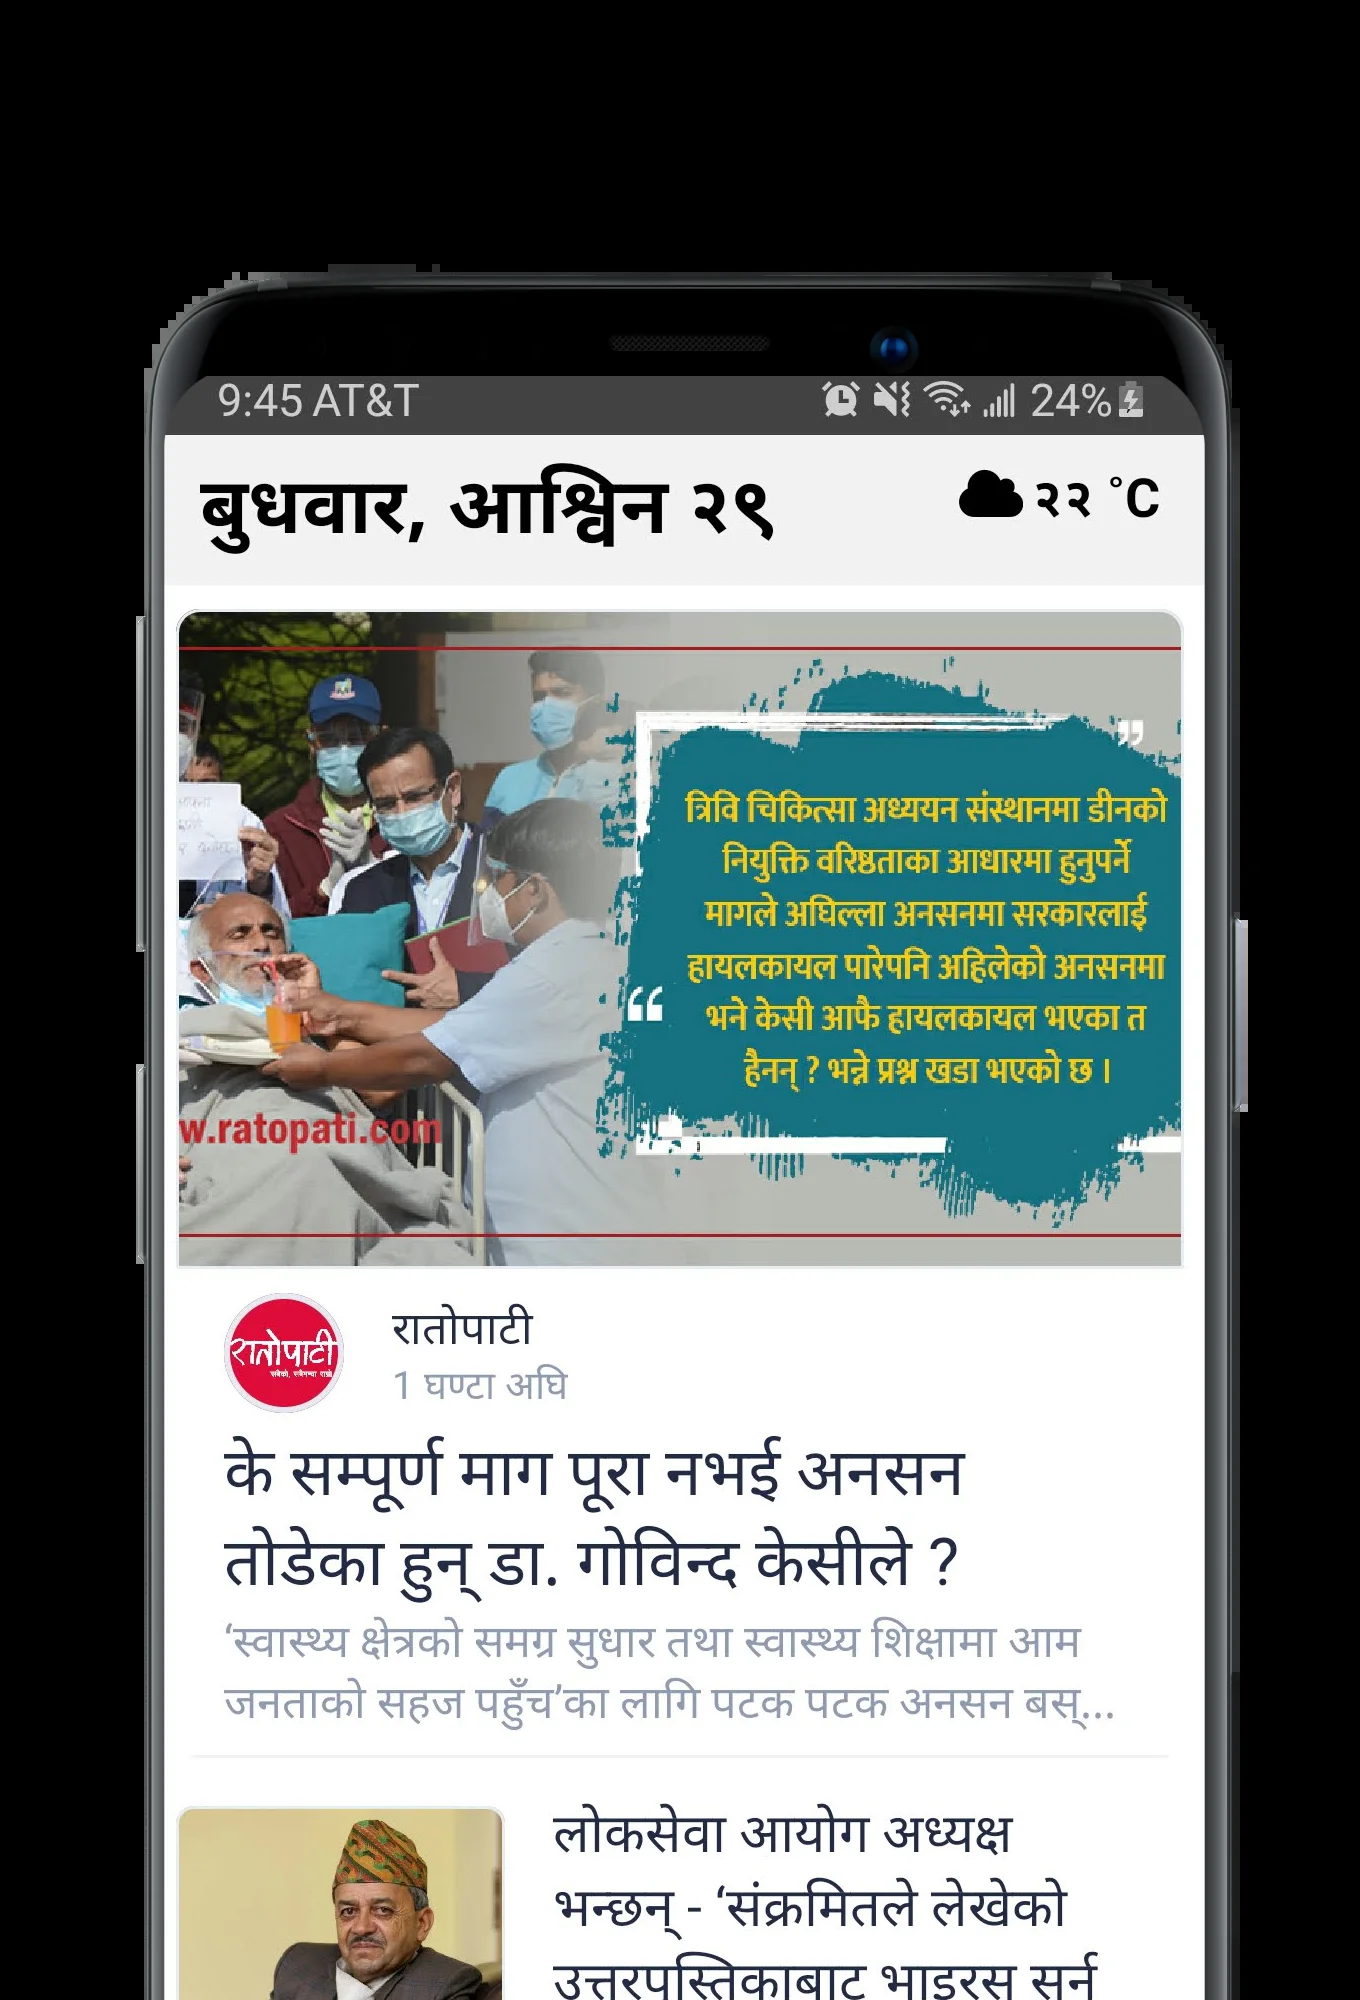 9:45 AT&T 24%
बुधवार, आश्विन २९
२२ °C
त्रिवि चिकित्सा अध्ययन संस्थानमा डीनको
नियुक्ति वरिष्ठताका आधारमा हुनुपर्ने
मागले अघिल्ला अनसनमा सरकारलाई
हायलकायल पारेपनि अहिलेको अनसनमा
भने केसी आफै हायलकायल भएका त
हैनन् ? भन्ने प्रश्न खडा भएको छ ।
w.ratopati.com
रातोपाटी
रातोपाटी
1 घण्टा अघि
के सम्पूर्ण माग पूरा नभई अनसन
तोडेका हुन् डा. गोविन्द केसीले ?
‘स्वास्थ्य क्षेत्रको समग्र सुधार तथा स्वास्थ्य शिक्षामा आम
जनताको सहज पहुँच’का लागि पटक पटक अनसन बस्...
लोकसेवा आयोग अध्यक्ष
भन्छन् - ‘संक्रमितले लेखेको
उत्तरपुस्तिकाबाट भाइरस सर्न